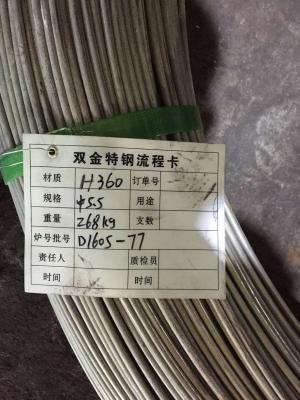 双金特钢流程卡
材质 H360 订单号
规格 φ5.5 用途
重量 268kg 支数
炉号批号 D1605-77
责任人 质检员
时间 时间